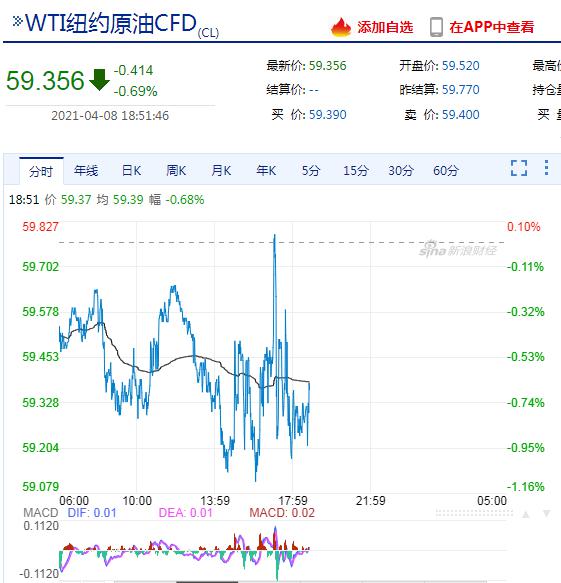 WTI纽约原油CFD(CL)
添加自选 在APP中查看
59.356 -0.414
-0.69%
2021-04-08 18:51:46
最新价: 59.356 开盘价: 59.520 最高价
结算价: -- 昨结算: 59.770 持仓
买 价: 59.390 卖 价: 59.400 买
分时 年线 日K 周K 月K 年K 5分 15分 30分 60分
18:51 价 59.37 均 59.39 幅 -0.68%
59.827 0.10%
sina新浪财经
59.702 -0.11%
59.578 -0.32%
59.453 -0.53%
59.328 -0.74%
59.204 -0.95%
59.079 -1.16%
06:00 10:00 13:59 17:59 21:59 05:00
MACD DIF: 0.01 DEA: 0.01 MACD: 0.02
0.1120
-0.1120